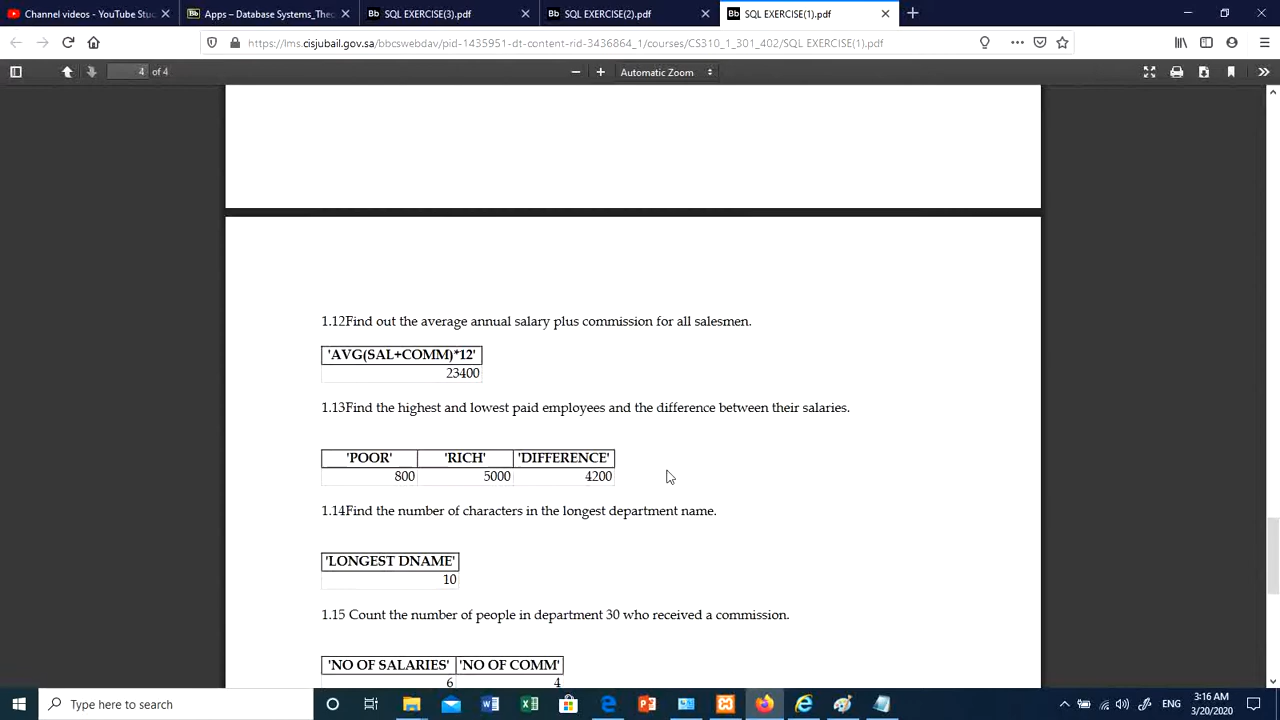 Channel videos - YouTube Stu
Apps – Database Systems_The
SQL EXERCISE(3).pdf
SQL EXERCISE(2).pdf
SQL EXERCISE(1).pdf
https://lms.cisjubail.gov.sa/bbcswebdav/pid-1435951-dt-content-rid-3436864_1/courses/CS310_1_301_402/SQL EXERCISE(1).pdf
4 of 4
Automatic Zoom
1.12Find out the average annual salary plus commission for all salesmen.
'AVG(SAL+COMM)*12'
23400
1.13Find the highest and lowest paid employees and the difference between their salaries.
'POOR' 'RICH' 'DIFFERENCE'
800 5000 4200
1.14Find the number of characters in the longest department name.
'LONGEST DNAME'
10
1.15 Count the number of people in department 30 who received a commission.
'NO OF SALARIES' 'NO OF COMM'
6 4
Type here to search
3:16 AM
3/20/2020